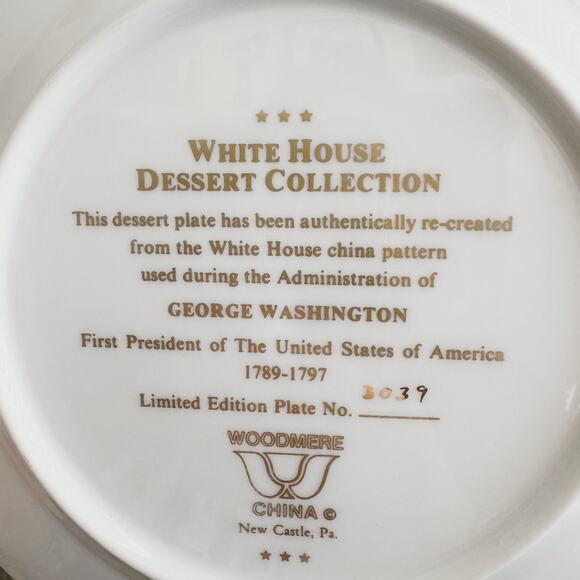 ★ ★ ★
WHITE HOUSE
DESSERT COLLECTION
This dessert plate has been authentically re-created
from the White House china pattern
used during the Administration of
GEORGE WASHINGTON
First President of The United States of America
1789-1797
Limited Edition Plate No. 3039
WOODMERE
CHINA ©
New Castle, Pa.
★ ★ ★